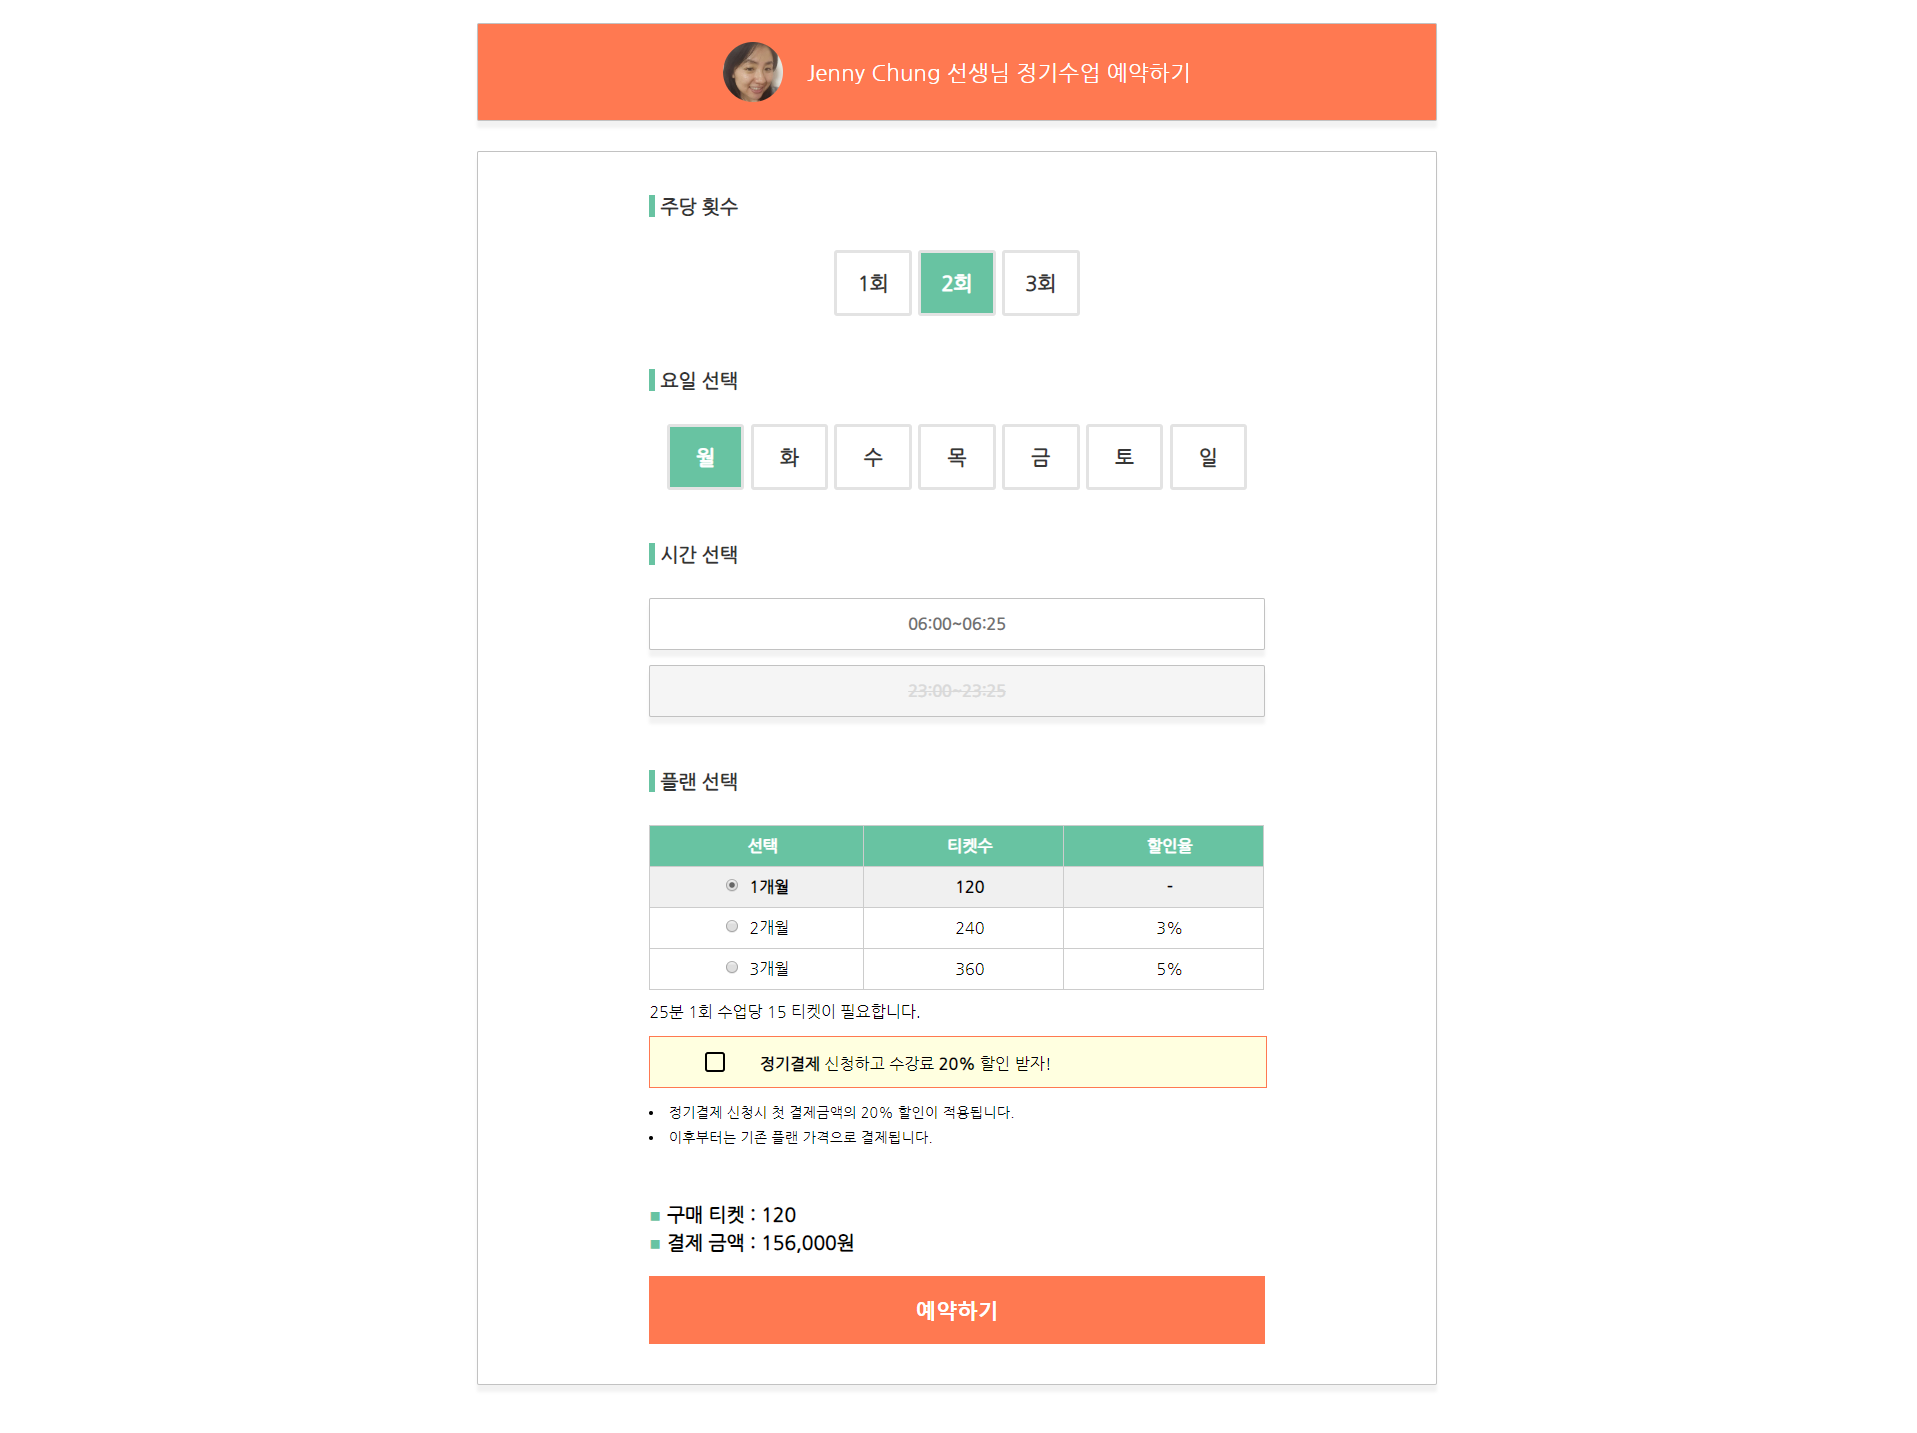 Jenny Chung 선생님 정기수업 예약하기
주당 횟수
1회 2회 3회
요일 선택
월 화 수 목 금 토 일
시간 선택
06:00~06:25
23:00~23:25
플랜 선택
선택 티켓수 할인율
1개월 120 -
2개월 240 3%
3개월 360 5%
25분 1회 수업당 15 티켓이 필요합니다.
정기결제 신청하고 수강료 20% 할인 받자!
• 정기결제 신청시 첫 결제금액의 20% 할인이 적용됩니다.
• 이후부터는 기존 플랜 가격으로 결제됩니다.
■ 구매 티켓 : 120
■ 결제 금액 : 156,000원
예약하기